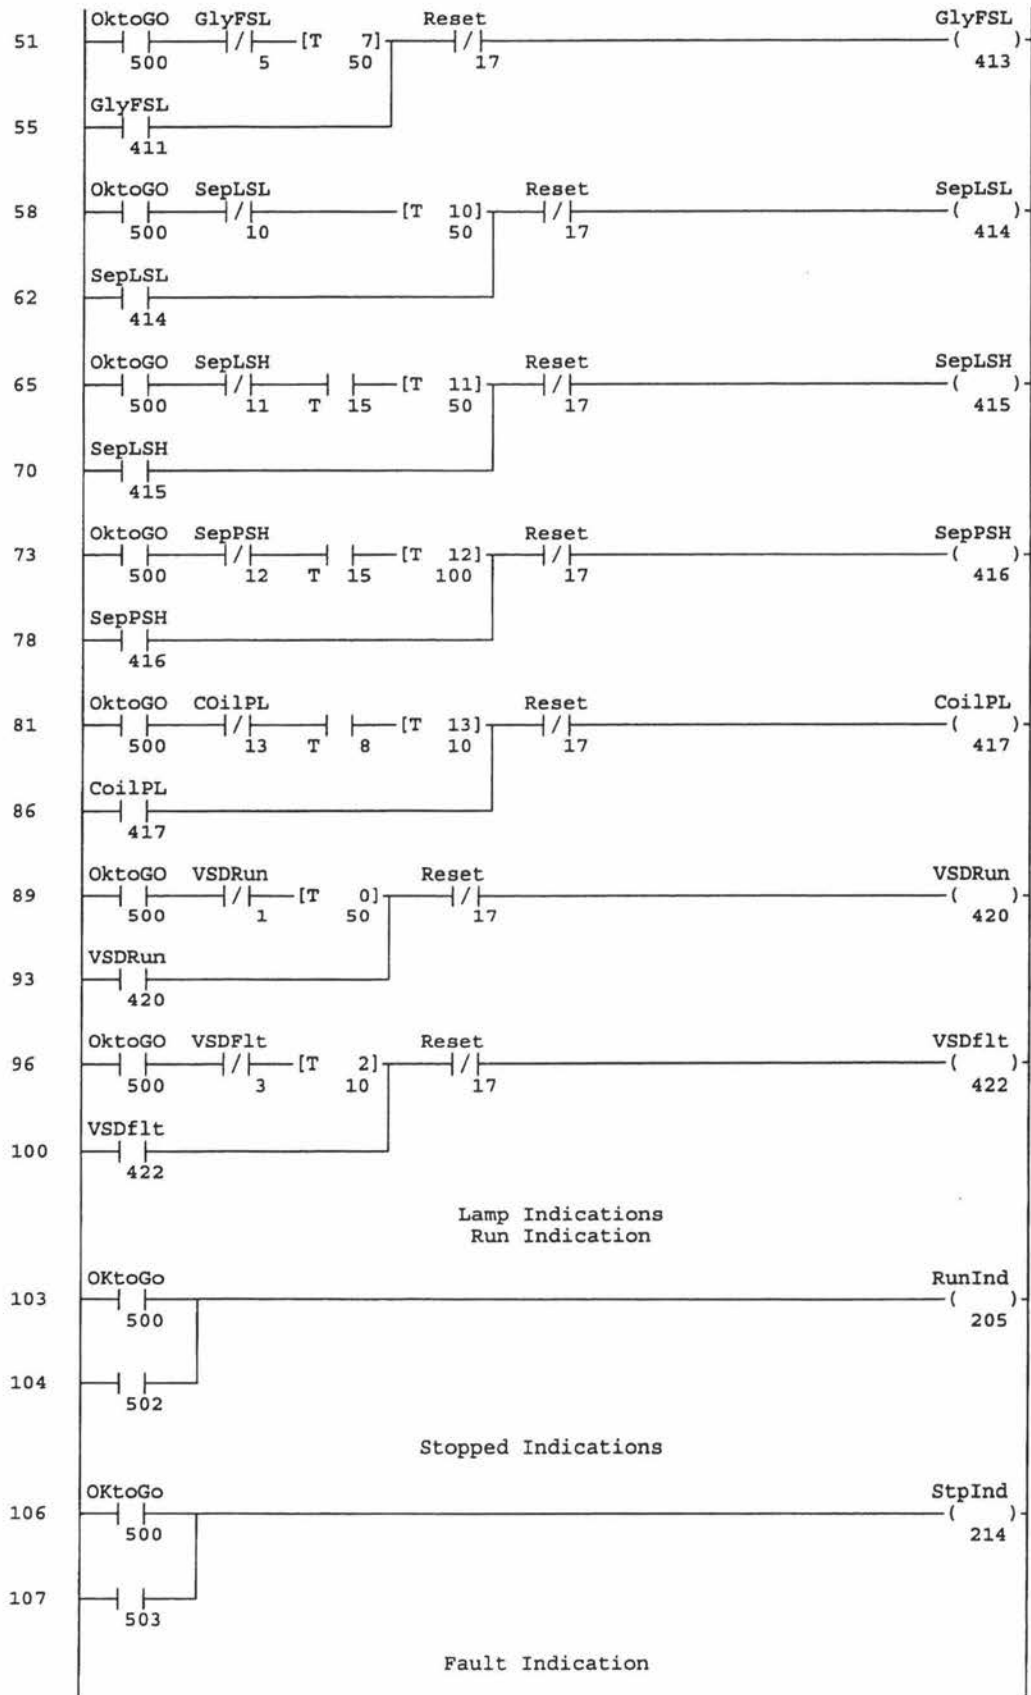 OktoGO GlyFSL Reset GlyFSL
51 [T 7] ( )
500 5 50 17 413
GlyFSL
55
411
OktoGO SepLSL Reset SepLSL
58 [T 10] ( )
500 10 50 17 414
SepLSL
62
414
OktoGO SepLSH Reset SepLSH
65 [T 11] ( )
500 11 T 15 50 17 415
SepLSH
70
415
OktoGO SepPSH Reset SepPSH
73 [T 12] ( )
500 12 T 15 100 17 416
SepPSH
78
416
OktoGO COilPL Reset CoilPL
81 [T 13] ( )
500 13 T 8 10 17 417
CoilPL
86
417
OktoGO VSDRun Reset VSDRun
89 [T 0] ( )
500 1 50 17 420
VSDRun
93
420
OktoGO VSDFlt Reset VSDflt
96 [T 2] ( )
500 3 10 17 422
VSDflt
100
422
Lamp Indications
Run Indication
OKtoGo RunInd
103 ( )
500 205
104
502
Stopped Indications
OKtoGo StpInd
106 ( )
500 214
107
503
Fault Indication